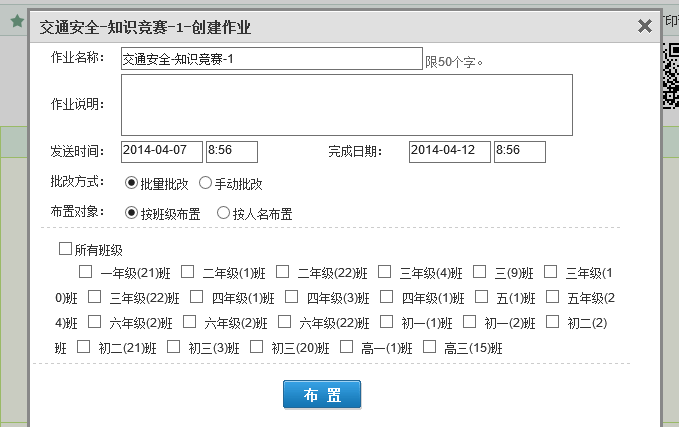 交通安全-知识竞赛-1-创建作业
作业名称： 交通安全-知识竞赛-1 限50个字。
作业说明：
发送时间： 2014-04-07 8:56 完成日期： 2014-04-12 8:56
批改方式： 批量批改 手动批改
布置对象： 按班级布置 按人名布置
所有班级
一年级(21)班 二年级(1)班 二年级(22)班 三年级(4)班 三(9)班 三年级(1
0)班 三年级(22)班 四年级(1)班 四年级(3)班 四年级(1)班 五(1)班 五年级(2
4)班 六年级(2)班 六年级(2)班 六年级(22)班 初一(1)班 初一(2)班 初二(2)
班 初二(21)班 初三(3)班 初三(20)班 高一(1)班 高三(15)班
布 置